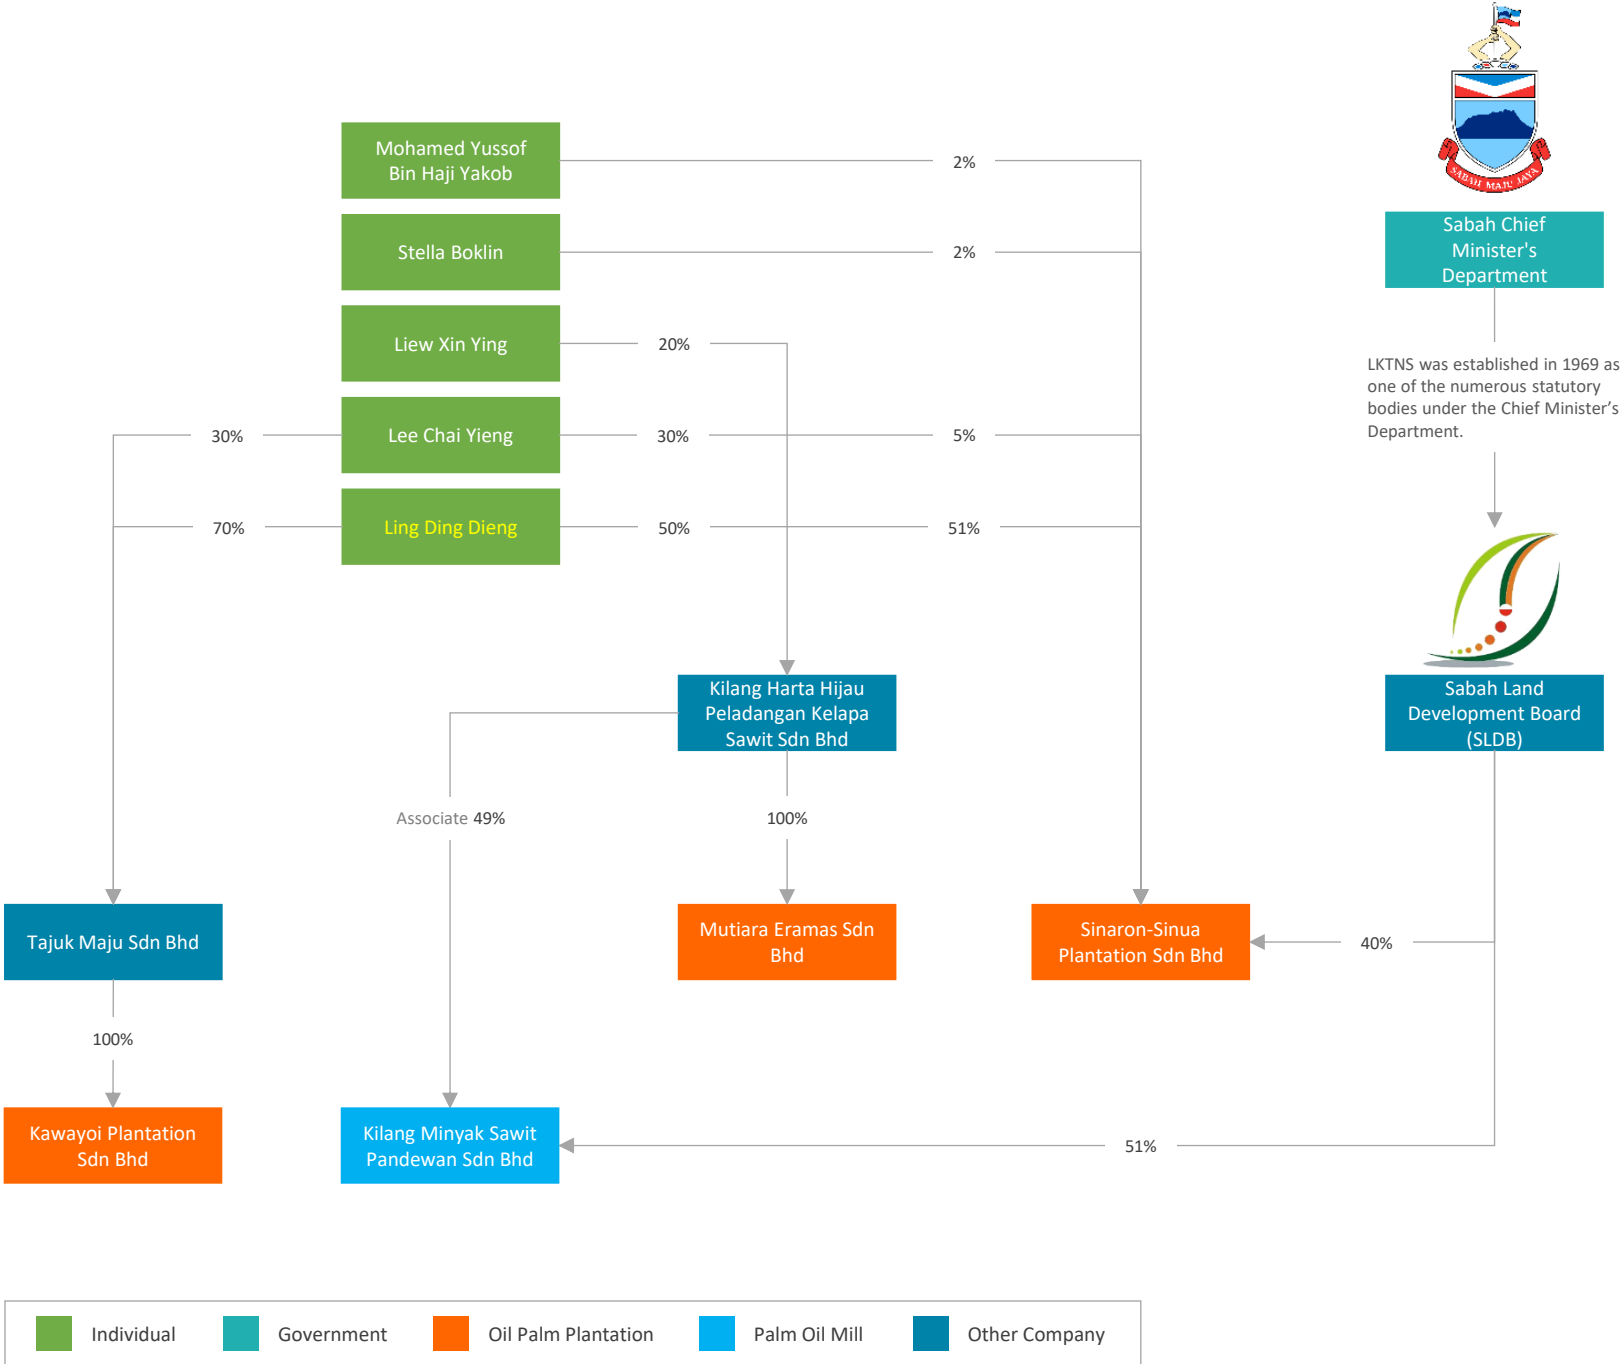 SABAH MAJU JAYA
Mohamed Yussof
Bin Haji Yakob
2%
Sabah Chief
Minister's
Department
Stella Boklin
2%
Liew Xin Ying
20%
LKTNS was established in 1969 as
one of the numerous statutory
bodies under the Chief Minister’s
Department.
30%
Lee Chai Yieng
30%
5%
70%
Ling Ding Dieng
50%
51%
Kilang Harta Hijau
Peladangan Kelapa
Sawit Sdn Bhd
Sabah Land
Development Board
(SLDB)
Associate 49%
100%
Tajuk Maju Sdn Bhd
Mutiara Eramas Sdn
Bhd
Sinaron-Sinua
Plantation Sdn Bhd
40%
100%
Kawayoi Plantation
Sdn Bhd
Kilang Minyak Sawit
Pandewan Sdn Bhd
51%
Individual
Government
Oil Palm Plantation
Palm Oil Mill
Other Company